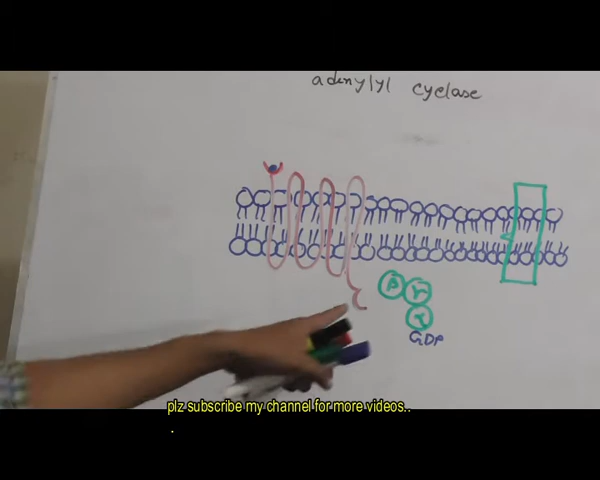 adenylyl cyclase
β γ
GDP
plz subscribe my channel for more videos..
.